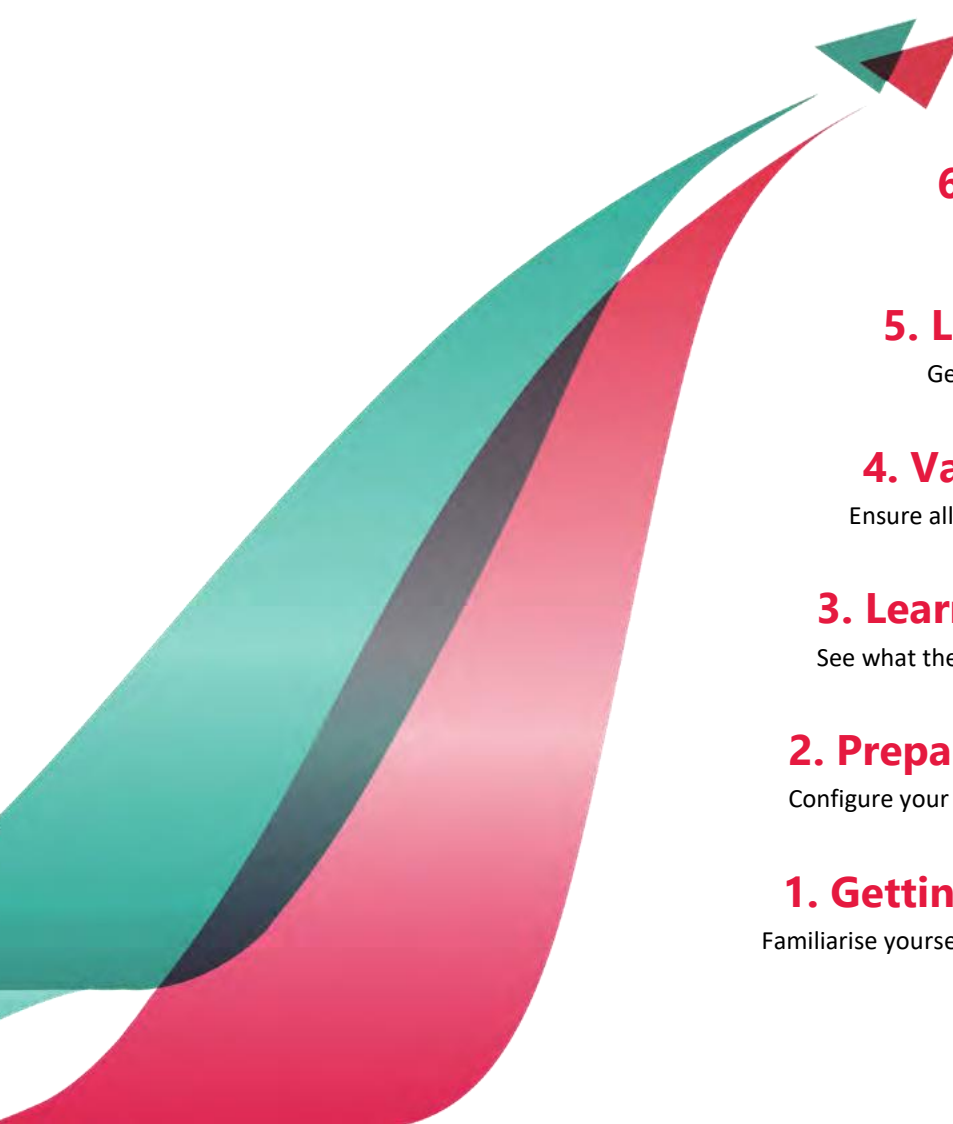 6
5. L
Ge
4. Va
Ensure all
3. Lear
See what the
2. Prepa
Configure your
1. Gettin
Familiarise yourse